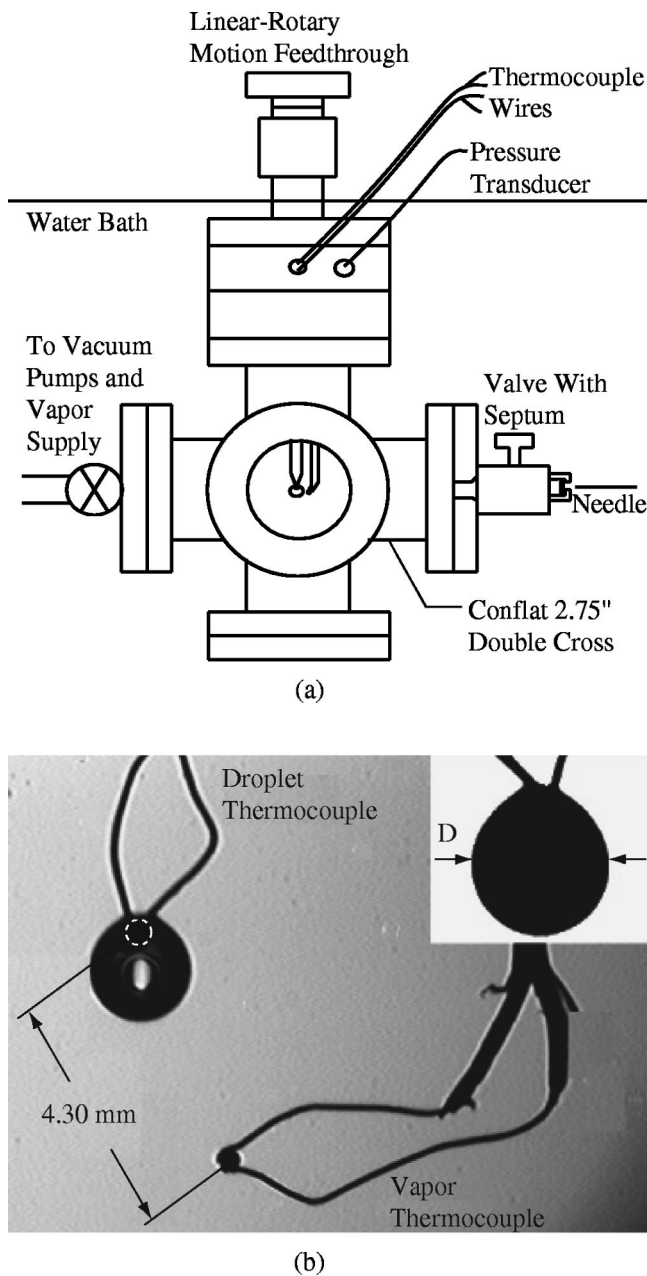 Linear-Rotary
Motion Feedthrough
Thermocouple
Wires
Pressure
Transducer
Water Bath
To Vacuum
Pumps and
Vapor
Supply
Valve With
Septum
Needle
Conflat 2.75"
Double Cross
(a)
Droplet
Thermocouple
D
4.30 mm
Vapor
Thermocouple
(b)